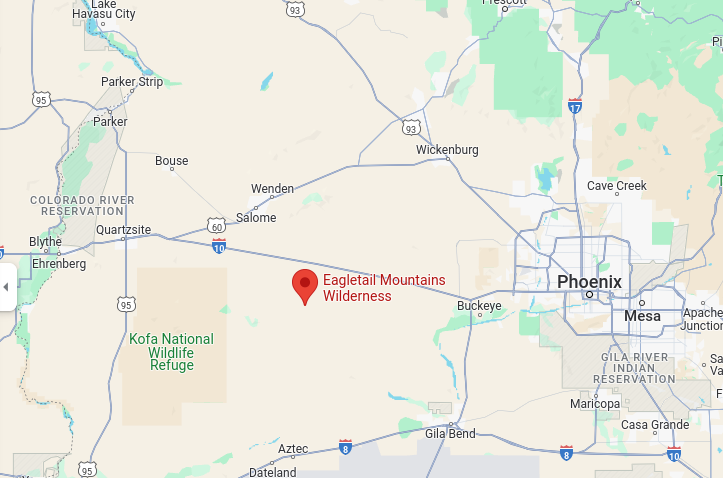 Lake
Havasu City
93
Prescott
95
Parker Strip
17
Parker
93
Wickenburg
Bouse
Cave Creek
Wenden
COLORADO RIVER
RESERVATION
Salome
60
Quartzsite
Blythe
10
Ehrenberg
Eagletail Mountains
Wilderness
Phoenix
95
Buckeye
Mesa
Apache
Junction
Kofa National
Wildlife
Refuge
GILA RIVER
INDIAN
RESERVATION
Sa
Va
Maricopa
F
Casa Grande
Gila Bend
Aztec
8
8
10
Dateland
95